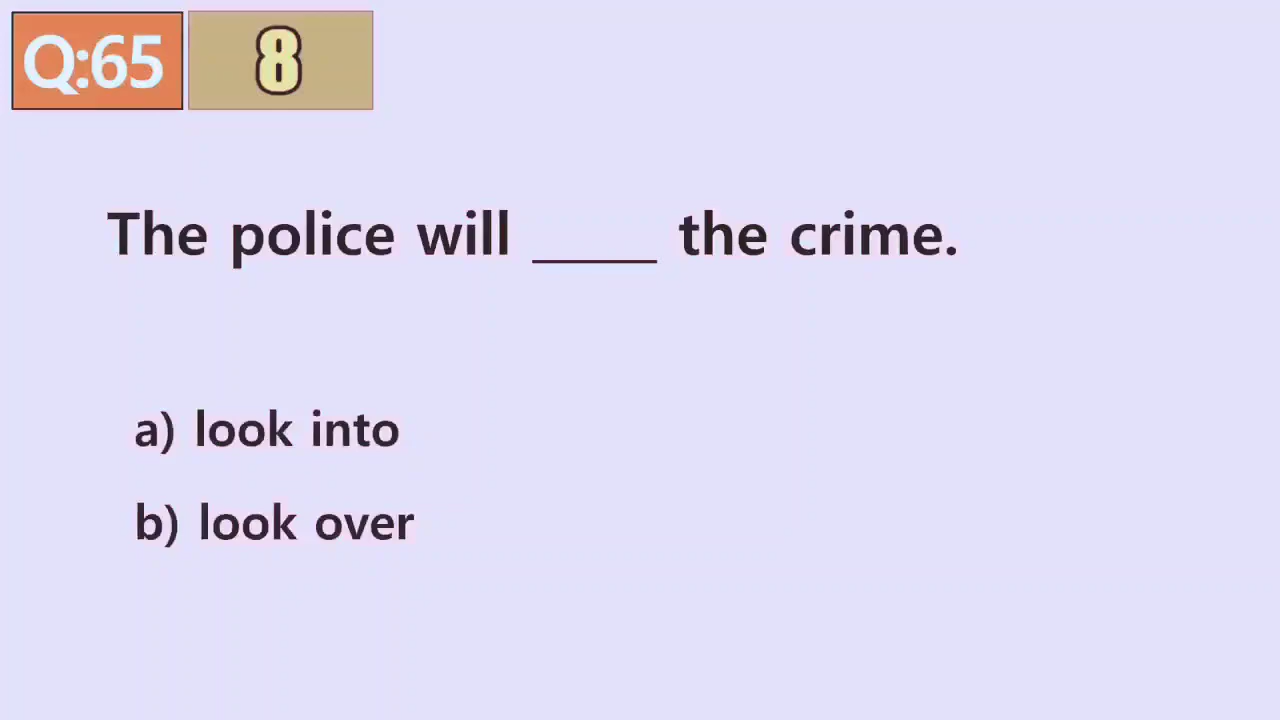 Q:65
8
The police will _____ the crime.
a) look into
b) look over